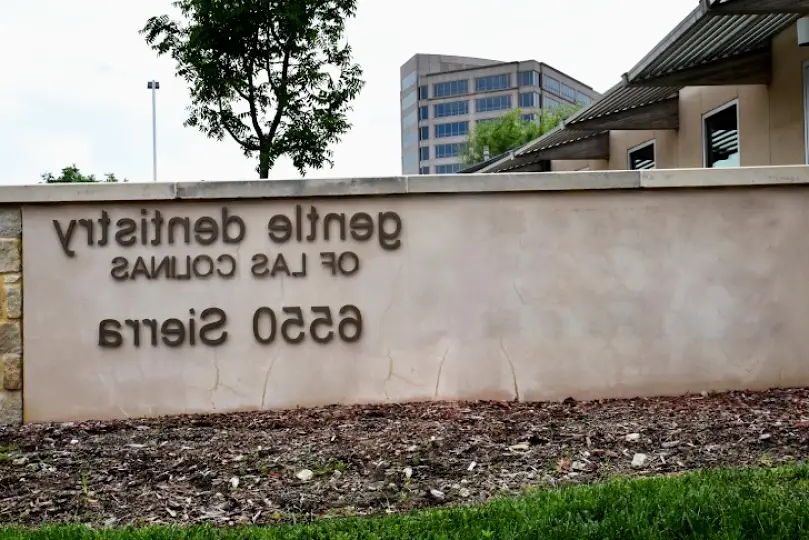 gentle dentistry
OF LAS COLINAS
6550 Sierra